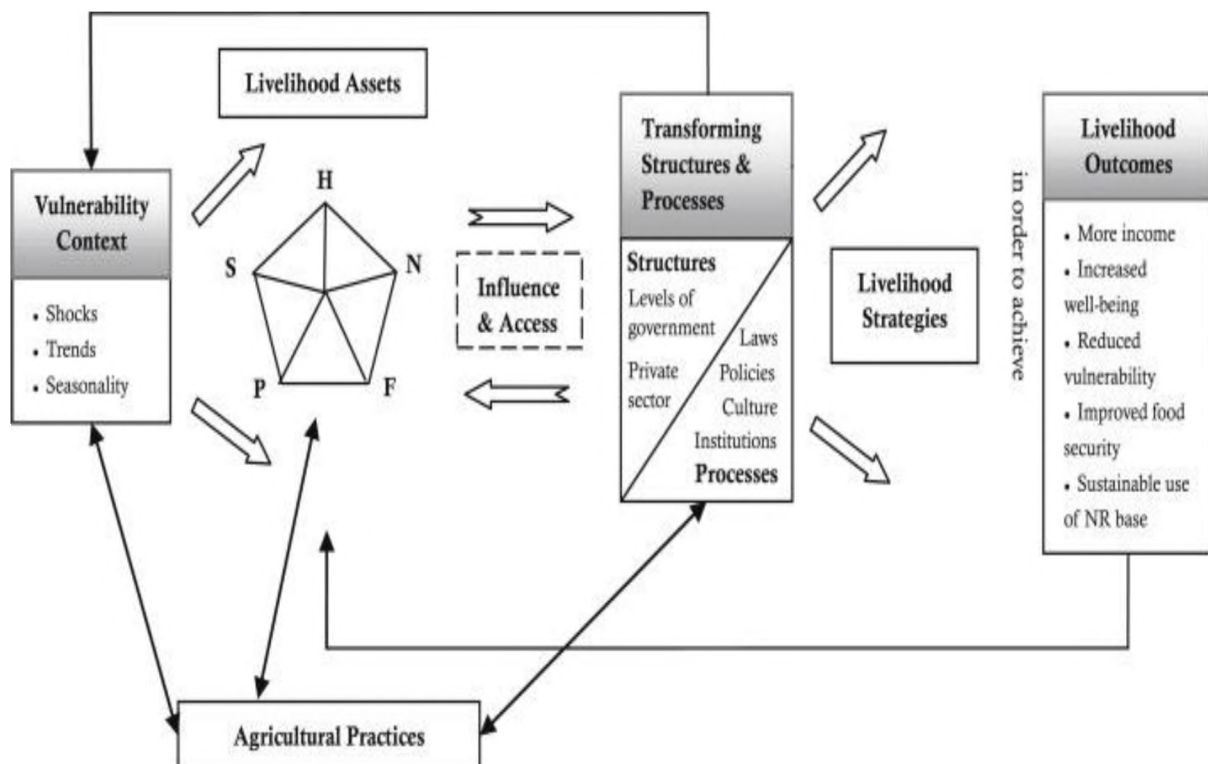 Livelihood Assets
Vulnerability
Context
• Shocks
• Trends
• Seasonality
H
S
N
P
F
Influence
& Access
Transforming
Structures &
Processes
Structures
Levels of
government
Private
sector
Laws
Policies
Culture
Institutions
Processes
Livelihood
Strategies
in order to achieve
Livelihood
Outcomes
• More income
• Increased
well-being
• Reduced
vulnerability
• Improved food
security
• Sustainable use
of NR base
Agricultural Practices